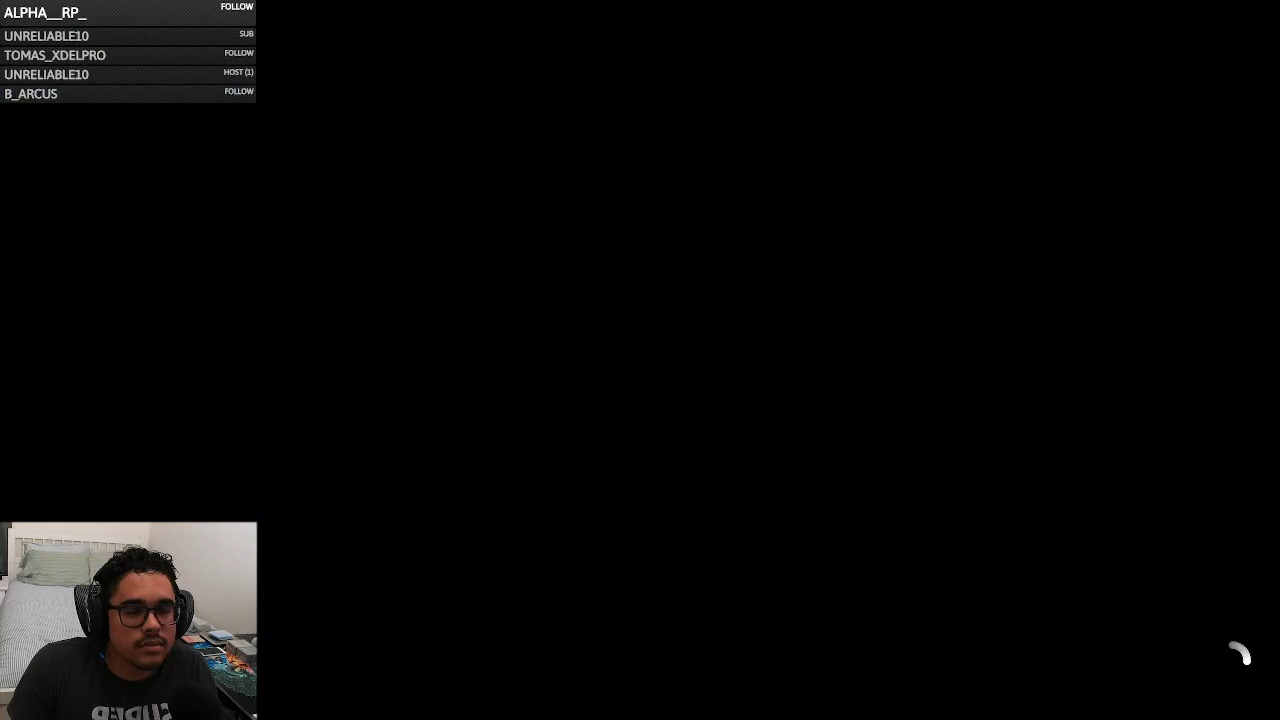 ALPHA__RP_ FOLLOW
UNRELIABLE10 SUB
TOMAS_XDELPRO FOLLOW
UNRELIABLE10 HOST (1)
B_ARCUS FOLLOW